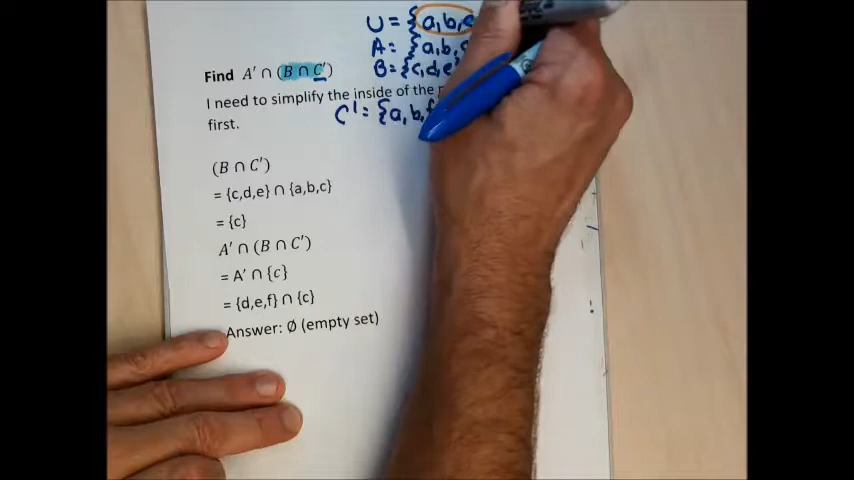 U = { a, b, c
A = { a, b, c
B = { c, d, e
Find A′ ∩ (B ∩ C′)
I need to simplify the inside of the
C' = { a, b, f
first.
(B ∩ C′)
= {c,d,e} ∩ {a,b,c}
= {c}
A′ ∩ (B ∩ C′)
= A′ ∩ {c}
= {d,e,f} ∩ {c}
Answer: ∅ (empty set)